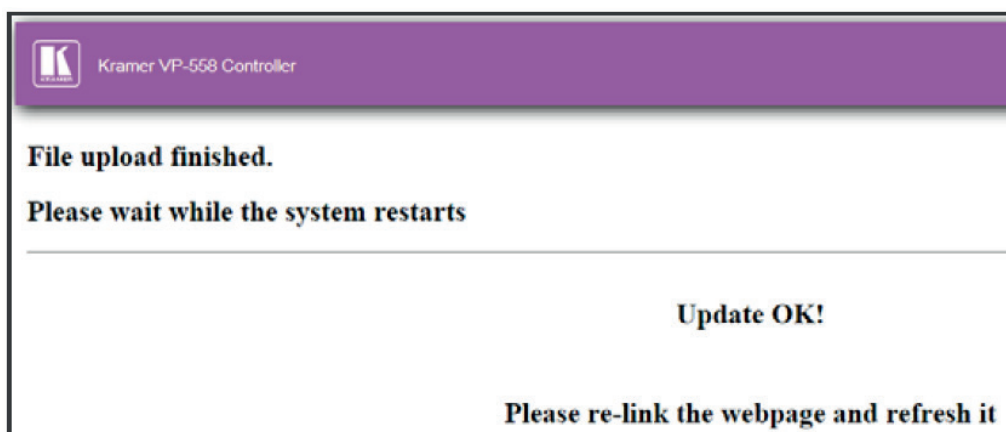 Kramer VP-558 Controller
File upload finished.
Please wait while the system restarts
Update OK!
Please re-link the webpage and refresh it